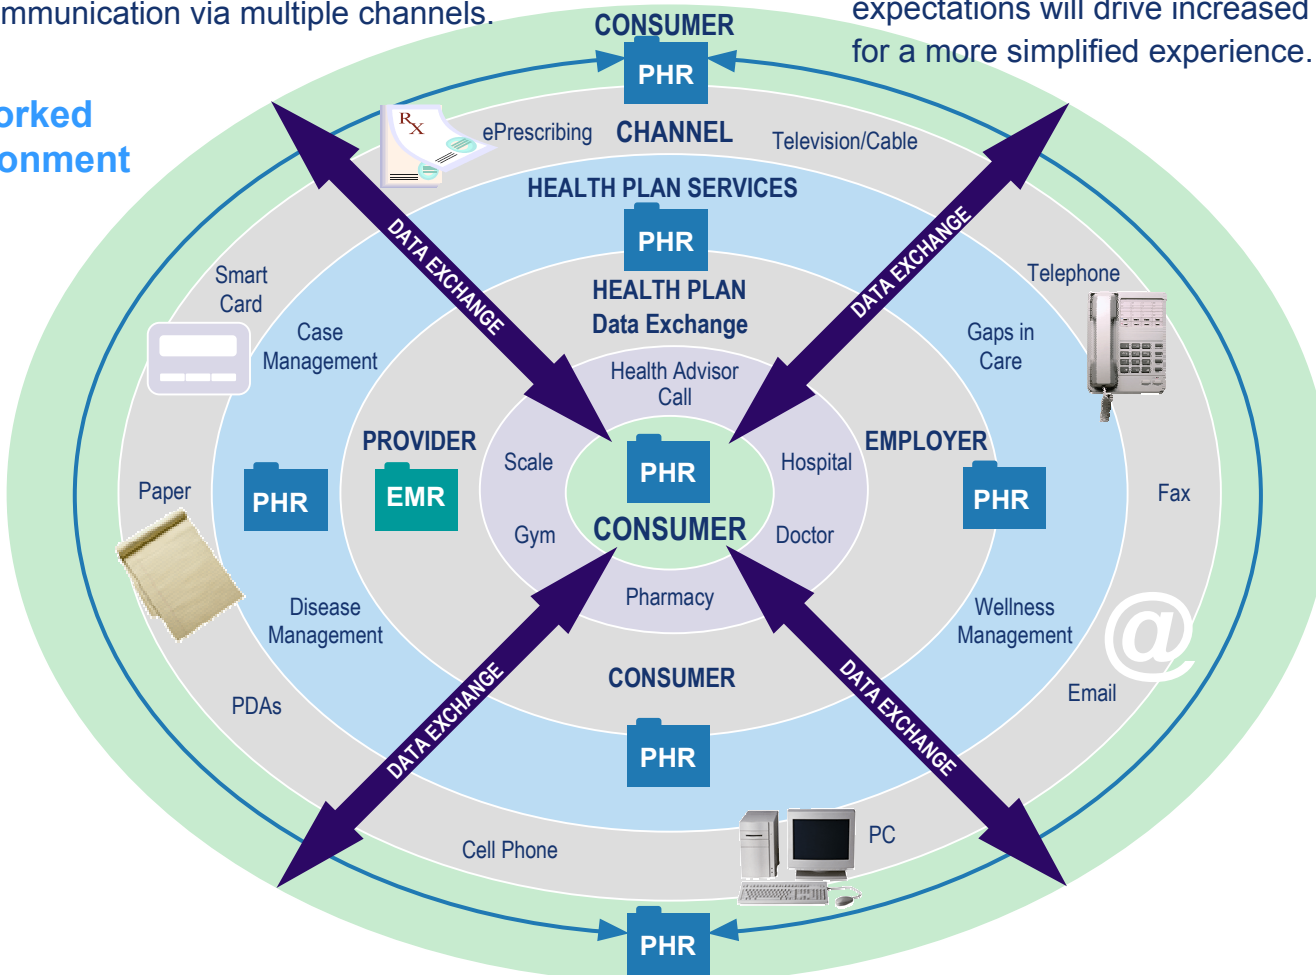 mmunication via multiple channels.
expectations will drive increased
for a more simplified experience.
orked
onment
CONSUMER
PHR
ePrescribing
CHANNEL
Television/Cable
RX
HEALTH PLAN SERVICES
PHR
DATA EXCHANGE
DATA EXCHANGE
Smart
Card
Telephone
HEALTH PLAN
Data Exchange
Case
Management
Gaps in
Care
Health Advisor
Call
PROVIDER
EMPLOYER
Scale
PHR
Hospital
Paper
PHR
EMR
PHR
Fax
CONSUMER
Gym
Doctor
Pharmacy
Disease
Management
Wellness
Management
@
CONSUMER
PDAs
Email
DATA EXCHANGE
DATA EXCHANGE
PHR
Cell Phone
PC
PHR